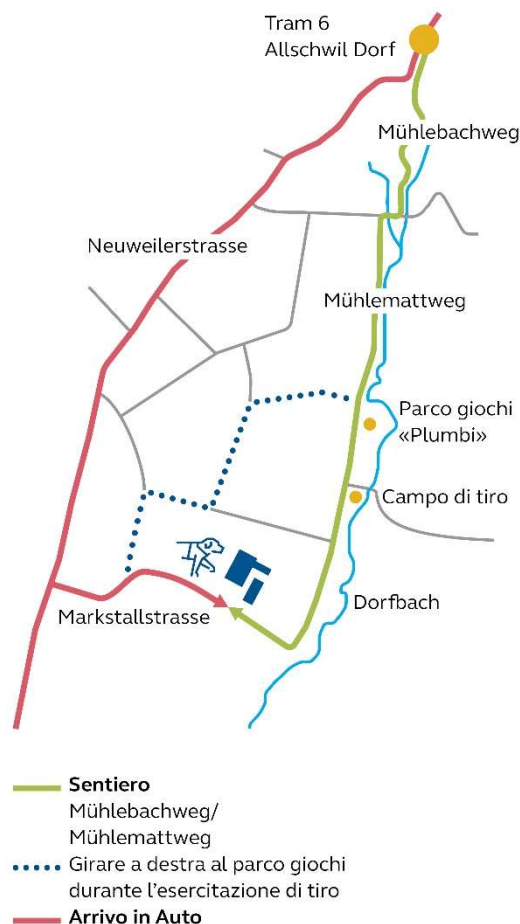 Tram 6
Allschwil Dorf
Mühlebachweg
Neuweilerstrasse
Mühlemattweg
Parco giochi
«Plumbi»
Campo di tiro
Dorfbach
Markstallstrasse
Sentiero
Mühlebachweg/
Mühlemattweg
Girare a destra al parco giochi
durante l'esercitazione di tiro
Arrivo in Auto